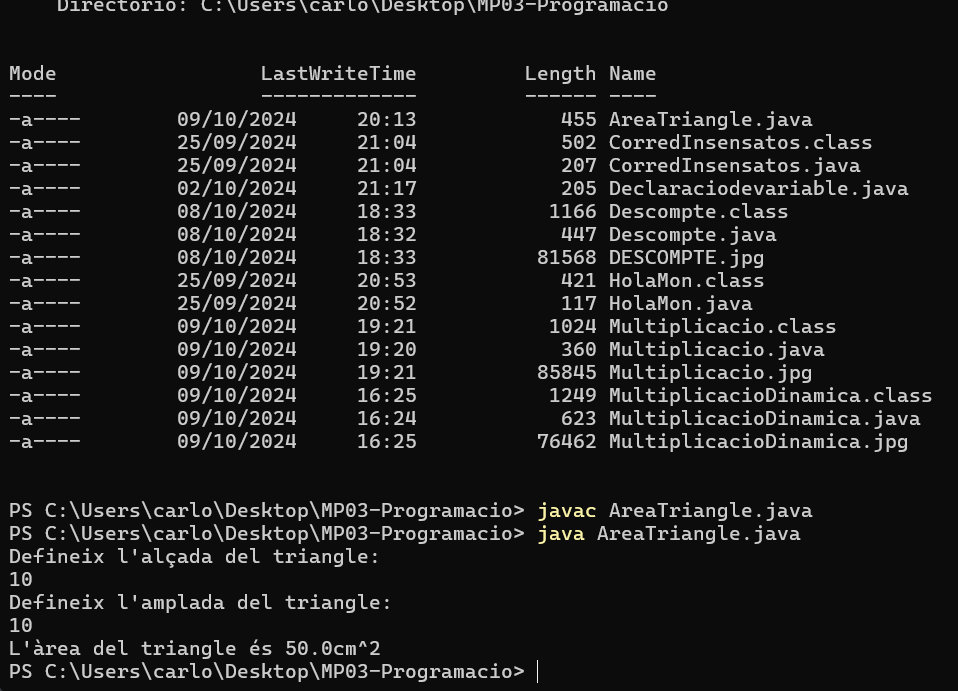 Directorio: C:\Users\carlo\Desktop\MP03-Programacio
Mode LastWriteTime Length Name
---- ------------- ------ ----
-a---- 09/10/2024 20:13 455 AreaTriangle.java
-a---- 25/09/2024 21:04 502 CorredInsensatos.class
-a---- 25/09/2024 21:04 207 CorredInsensatos.java
-a---- 02/10/2024 21:17 205 Declaraciodevariable.java
-a---- 08/10/2024 18:33 1166 Descompte.class
-a---- 08/10/2024 18:32 447 Descompte.java
-a---- 08/10/2024 18:33 81568 DESCOMPTE.jpg
-a---- 25/09/2024 20:53 421 HolaMon.class
-a---- 25/09/2024 20:52 117 HolaMon.java
-a---- 09/10/2024 19:21 1024 Multiplicacio.class
-a---- 09/10/2024 19:20 360 Multiplicacio.java
-a---- 09/10/2024 19:21 85845 Multiplicacio.jpg
-a---- 09/10/2024 16:25 1249 MultiplicacioDinamica.class
-a---- 09/10/2024 16:24 623 MultiplicacioDinamica.java
-a---- 09/10/2024 16:25 76462 MultiplicacioDinamica.jpg
PS C:\Users\carlo\Desktop\MP03-Programacio> javac AreaTriangle.java
PS C:\Users\carlo\Desktop\MP03-Programacio> java AreaTriangle.java
Defineix l'alçada del triangle:
10
Defineix l'amplada del triangle:
10
L'àrea del triangle és 50.0cm^2
PS C:\Users\carlo\Desktop\MP03-Programacio>